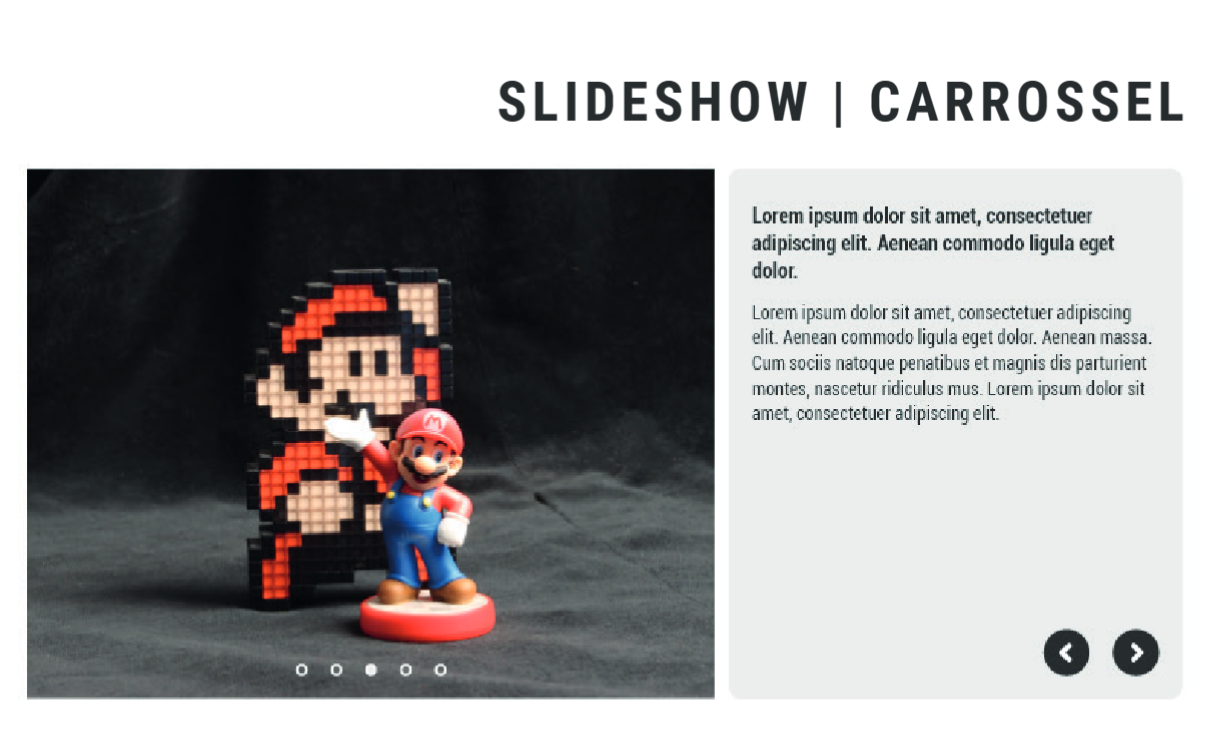 SLIDESHOW | CARROSSEL
Lorem ipsum dolor sit amet, consectetuer
adipiscing elit. Aenean commodo ligula eget
dolor.
Lorem ipsum dolor sit amet, consectetuer adipiscing
elit. Aenean commodo ligula eget dolor. Aenean massa.
Cum sociis natoque penatibus et magnis dis parturient
montes, nascetur ridiculus mus. Lorem ipsum dolor sit
amet, consectetuer adipiscing elit.
M